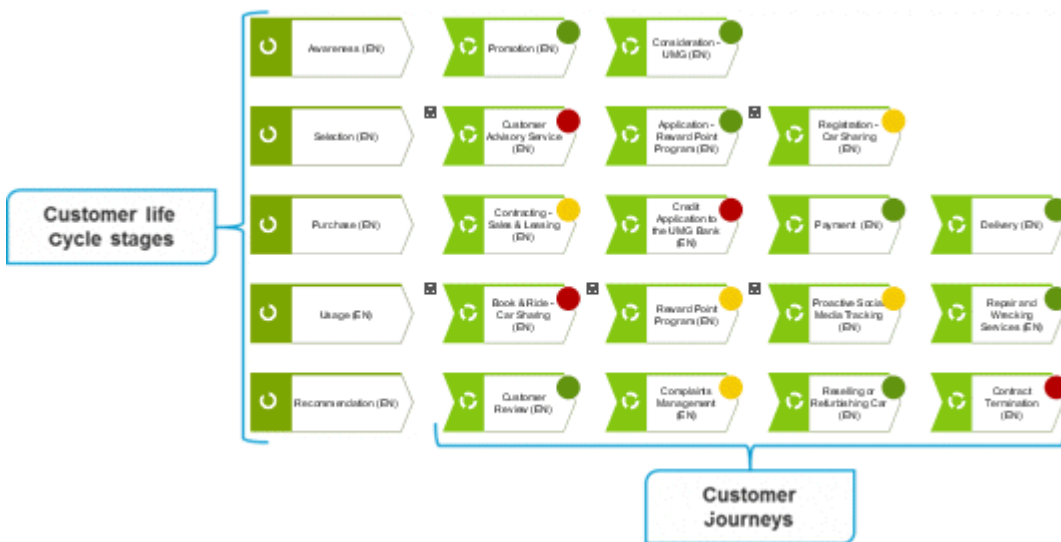 Awareness (EN)
Promotion (EN)
Consideration -
UMG (EN)
Selection (EN)
Customer
Advisory Service
(EN)
Application -
Reward Point
Program (EN)
Registration -
Car Sharing
(EN)
Customer life
Cycle stages
Purchase (EN)
Contracting -
Sales & Leasing
(EN)
Credit
Application to
the UMG Bank
(EN)
Payment (EN)
Delivery (EN)
Usage (EN)
Book & Ride -
Car Sharing
(EN)
Reward Point
Program (EN)
Proactive Social
Media Tracking
(EN)
Repair and
Wrecking
Services (EN)
Recommendation (EN)
Customer
Review (EN)
Complaints
Management
(EN)
Reselling or
Refurbishing Car
(EN)
Contract
Termination
(EN)
Customer
Journeys